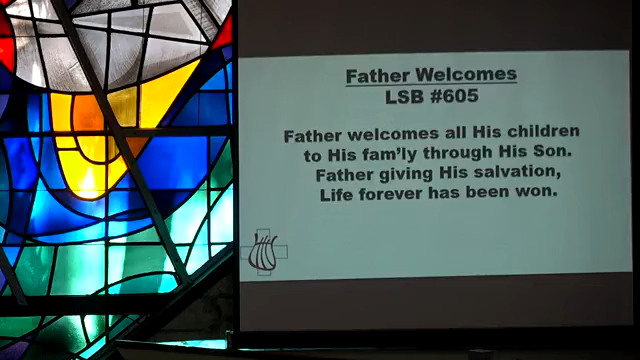 Father Welcomes
LSB #605
Father welcomes all His children
to His fam'ly through His Son.
Father giving His salvation,
Life forever has been won.